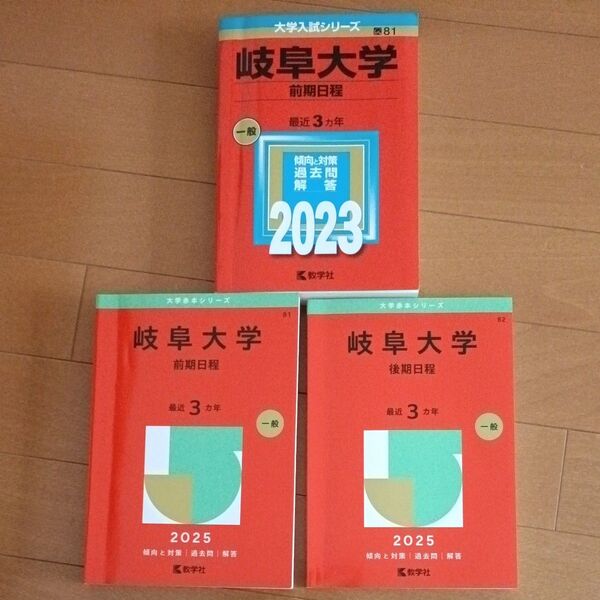 大学入試シリーズ
81
岐阜大学
前期日程
最近3カ年
一般
傾向と対策
過去問
解答
2023
教学社
大学赤本シリーズ
81
岐阜大学
前期日程
最近3カ年
一般
2025
傾向と対策｜過去問｜解答
教学社
大学赤本シリーズ
82
岐阜大学
後期日程
最近3カ年
一般
2025
傾向と対策｜過去問｜解答
教学社